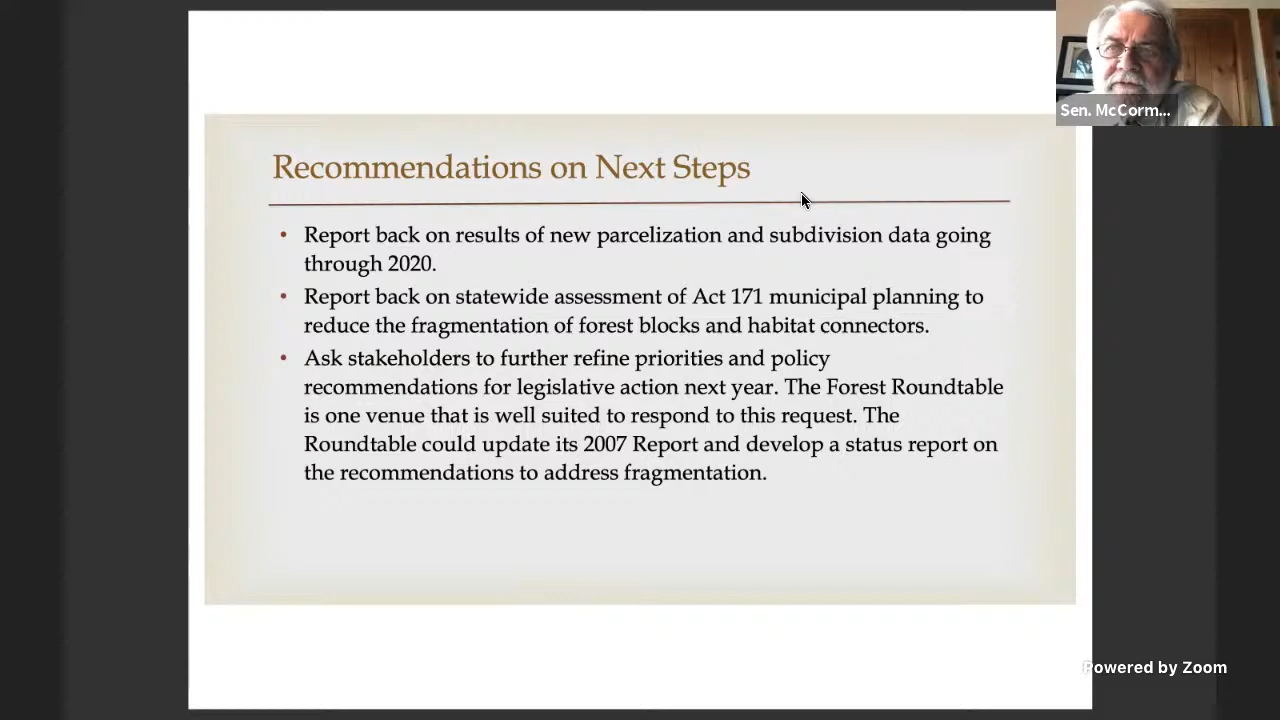 Sen. McCorm...
Recommendations on Next Steps
• Report back on results of new parcelization and subdivision data going
through 2020.
• Report back on statewide assessment of Act 171 municipal planning to
reduce the fragmentation of forest blocks and habitat connectors.
• Ask stakeholders to further refine priorities and policy
recommendations for legislative action next year. The Forest Roundtable
is one venue that is well suited to respond to this request. The
Roundtable could update its 2007 Report and develop a status report on
the recommendations to address fragmentation.
Powered by Zoom